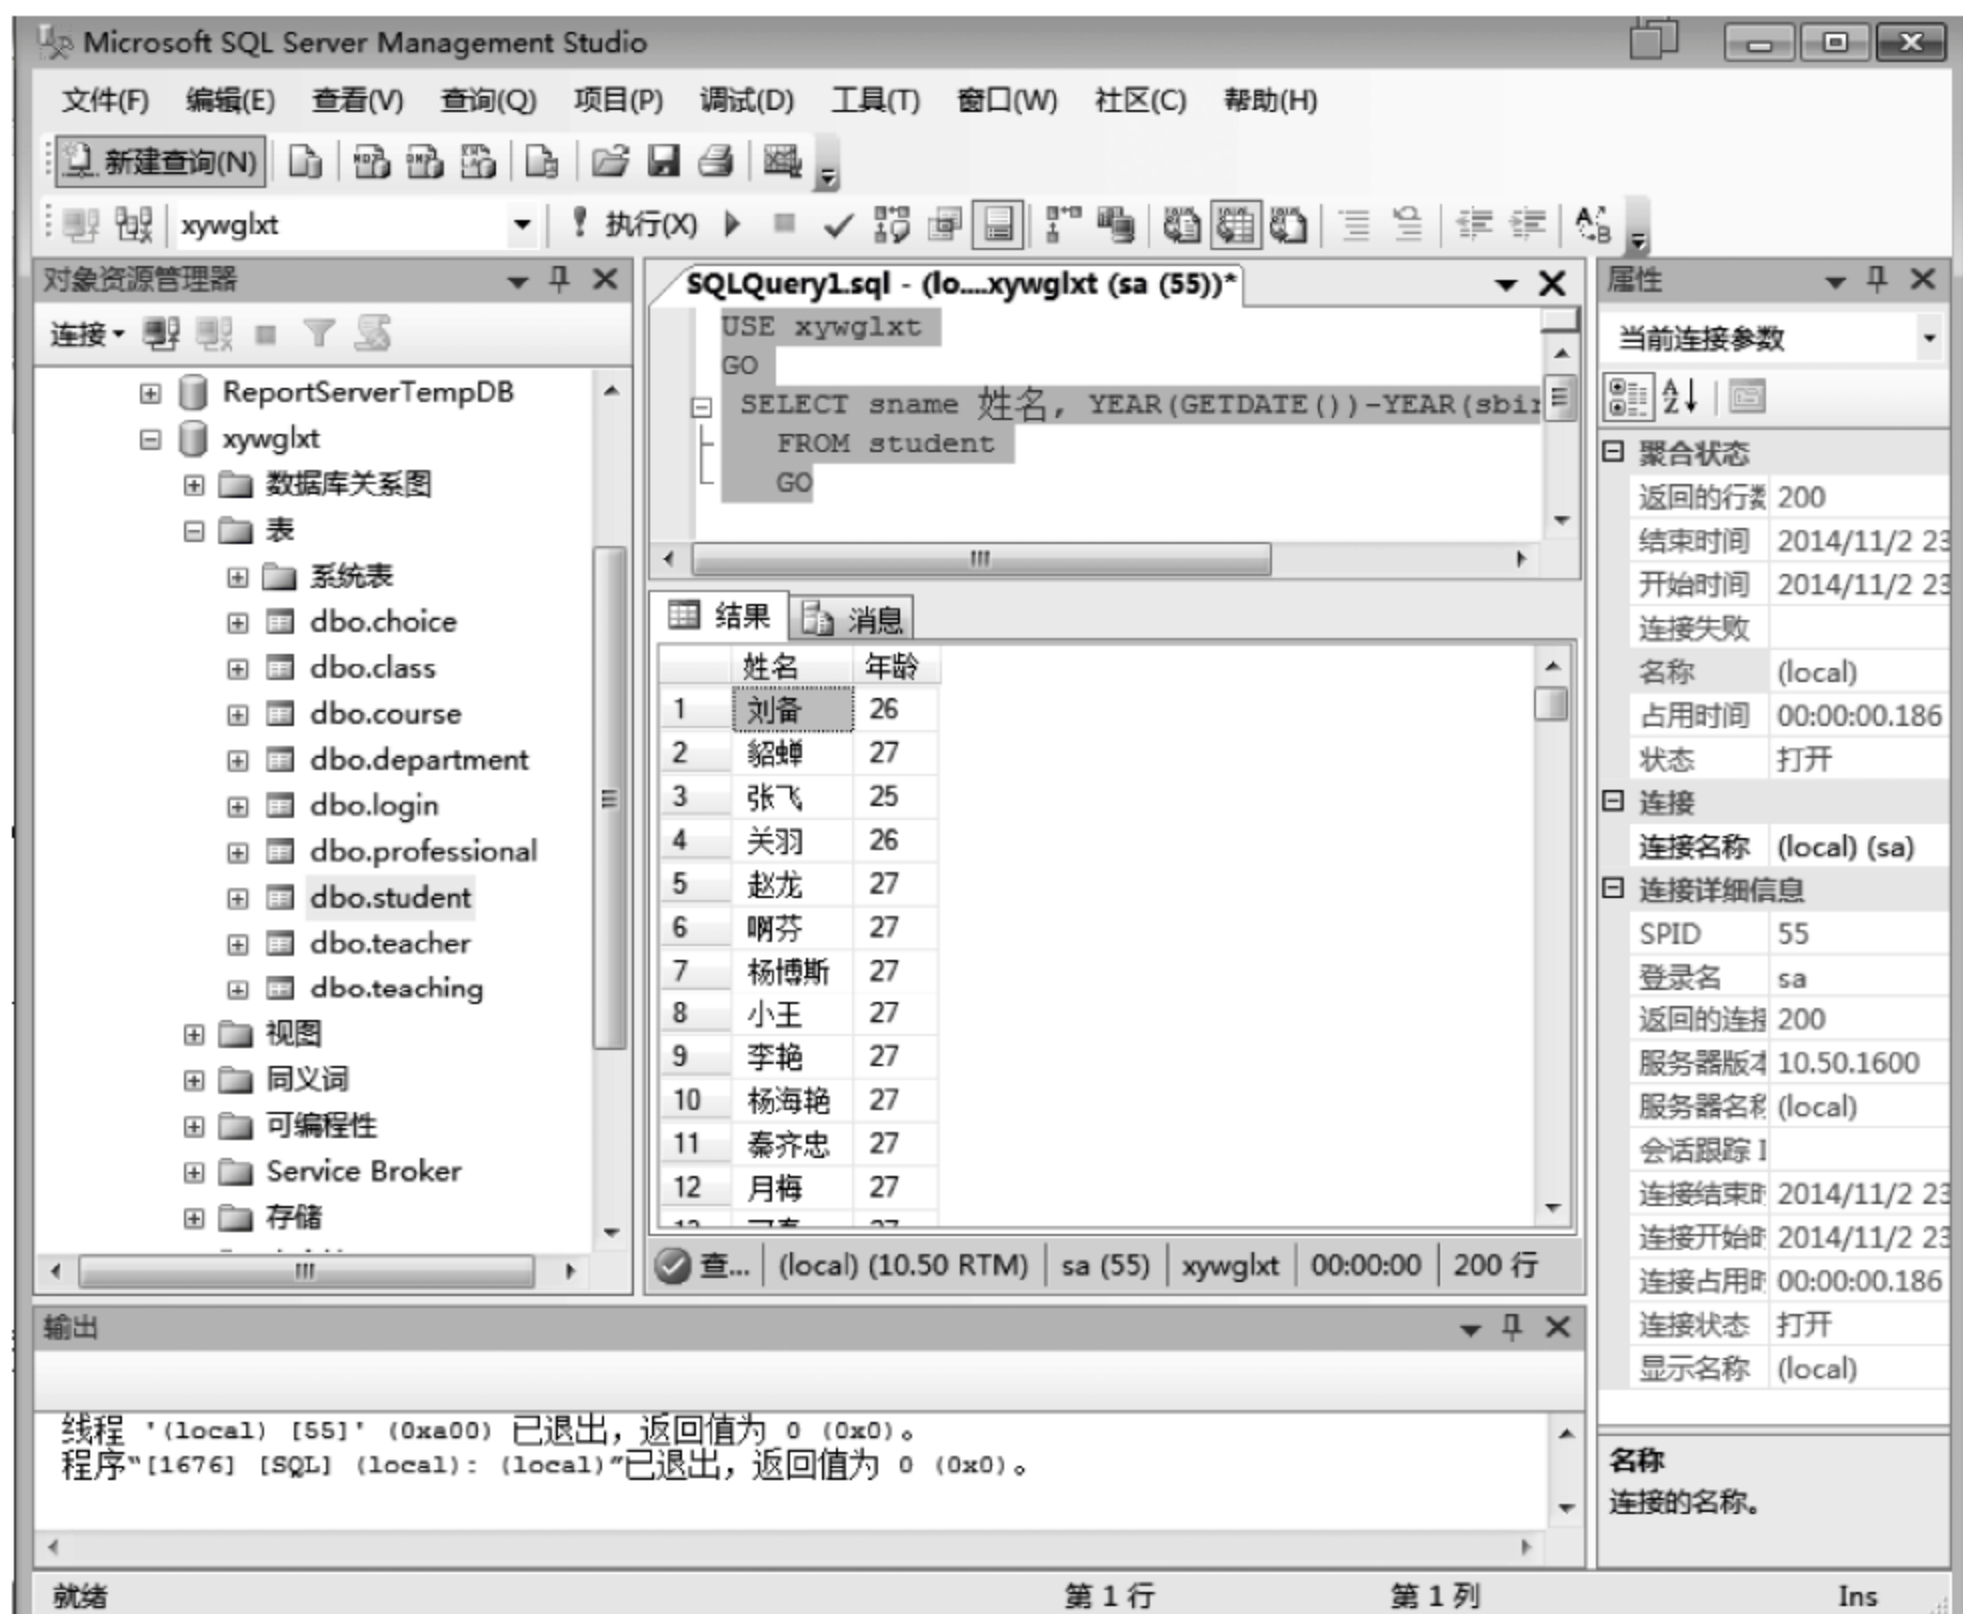 Microsoft SQL Server Management Studio
文件(F) 编辑(E) 查看(V) 查询(Q) 项目(P) 调试(D) 工具(T) 窗口(W) 社区(C) 帮助(H)
新建查询(N)
xywglxt 执行(X)
对象资源管理器
连接
ReportServerTempDB
xywglxt
数据库关系图
表
系统表
dbo.choice
dbo.class
dbo.course
dbo.department
dbo.login
dbo.professional
dbo.student
dbo.teacher
dbo.teaching
视图
同义词
可编程性
Service Broker
存储
SQLQuery1.sql - (lo....xywglxt (sa (55))*
USE xywglxt
GO
SELECT sname 姓名, YEAR(GETDATE())-YEAR(sbir
FROM student
GO
结果 消息
姓名 年龄
1 刘备 26
2 貂蝉 27
3 张飞 25
4 关羽 26
5 赵龙 27
6 啊芬 27
7 杨博斯 27
8 小王 27
9 李艳 27
10 杨海艳 27
11 秦齐忠 27
12 月梅 27
查... (local) (10.50 RTM) sa (55) xywglxt 00:00:00 200 行
属性
当前连接参数
聚合状态
返回的行数 200
结束时间 2014/11/2 23
开始时间 2014/11/2 23
连接失败
名称 (local)
占用时间 00:00:00.186
状态 打开
连接
连接名称 (local) (sa)
连接详细信息
SPID 55
登录名 sa
返回的连接 200
服务器版本 10.50.1600
服务器名称 (local)
会话跟踪 I
连接结束时 2014/11/2 23
连接开始时 2014/11/2 23
连接占用时 00:00:00.186
连接状态 打开
显示名称 (local)
名称
连接的名称。
输出
线程 '(local) [55]' (0xa00) 已退出，返回值为 0 (0x0)。
程序“[1676] [SQL] (local): (local)”已退出，返回值为 0 (0x0)。
就绪 第 1 行 第 1 列 Ins